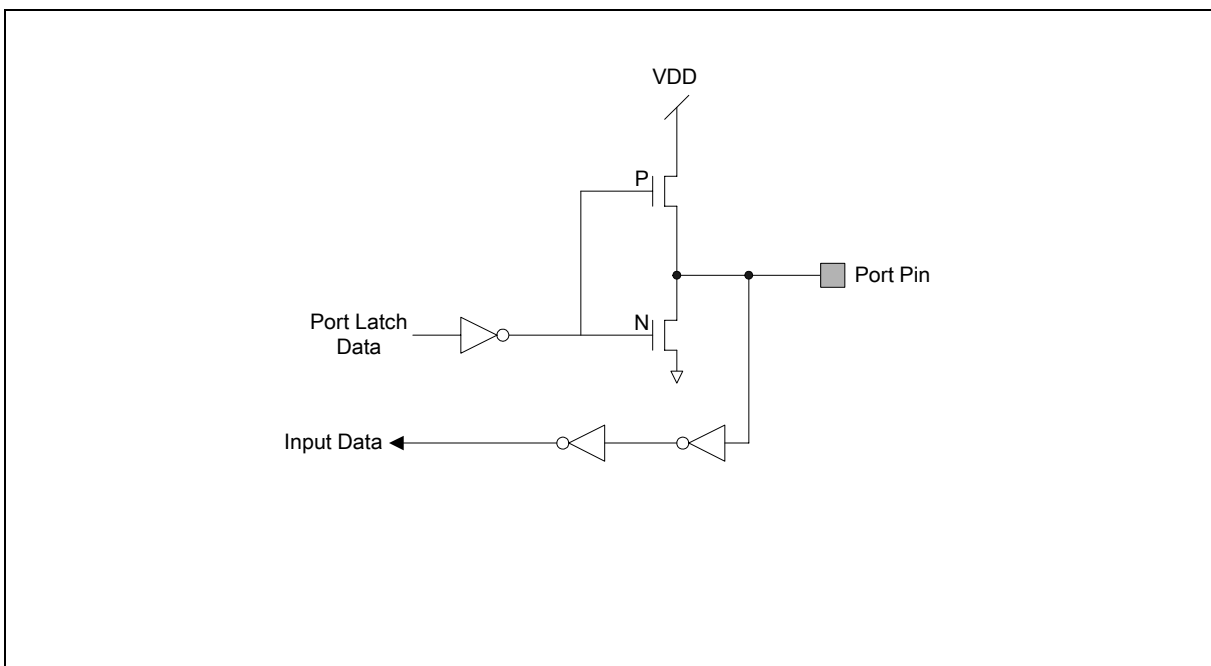 VDD
P
Port Pin
N
Port Latch
Data
Input Data